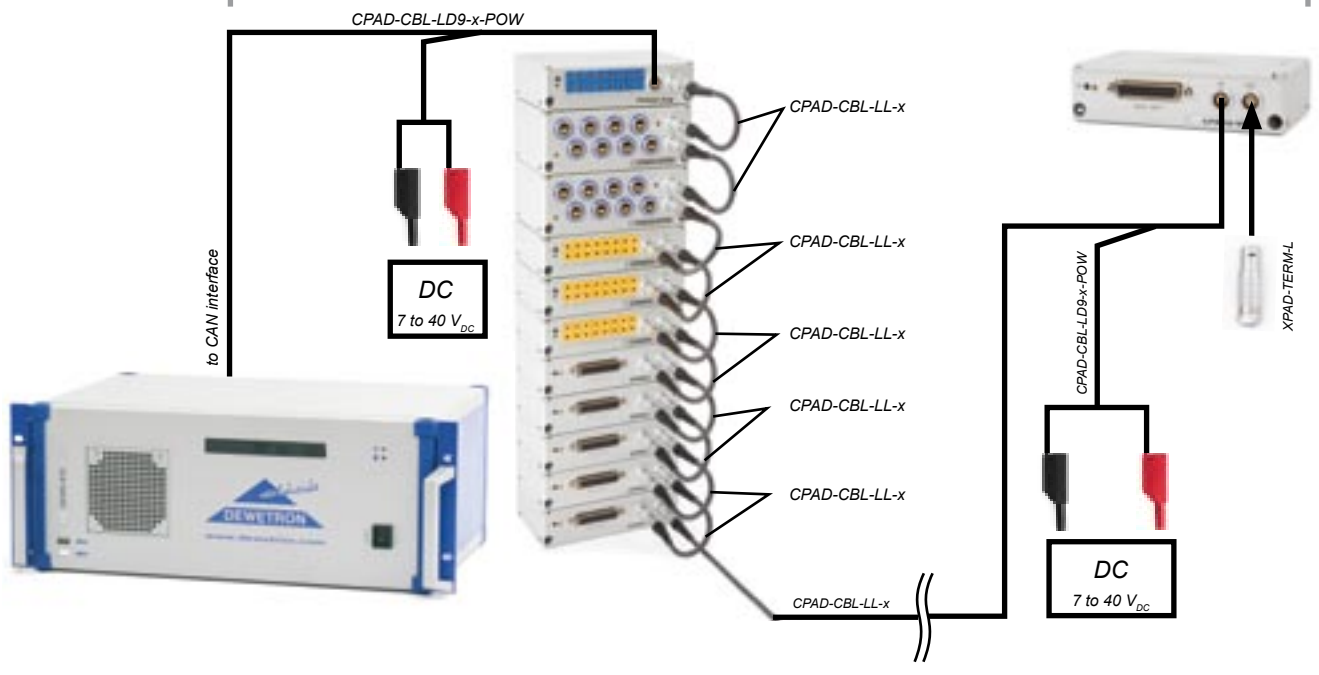 CPAD-CBL-LD9-x-POW
CPAD-CBL-LL-x
CPAD-CBL-LL-x
CPAD-CBL-LL-x
CPAD-CBL-LL-x
CPAD-CBL-LL-x
to CAN interface
DC
7 to 40 VDC
DEWETRON
CPAD-CBL-LL-x
CPAD-CBL-LD9-x-POW
XPAD-TERM-L
DC
7 to 40 VDC